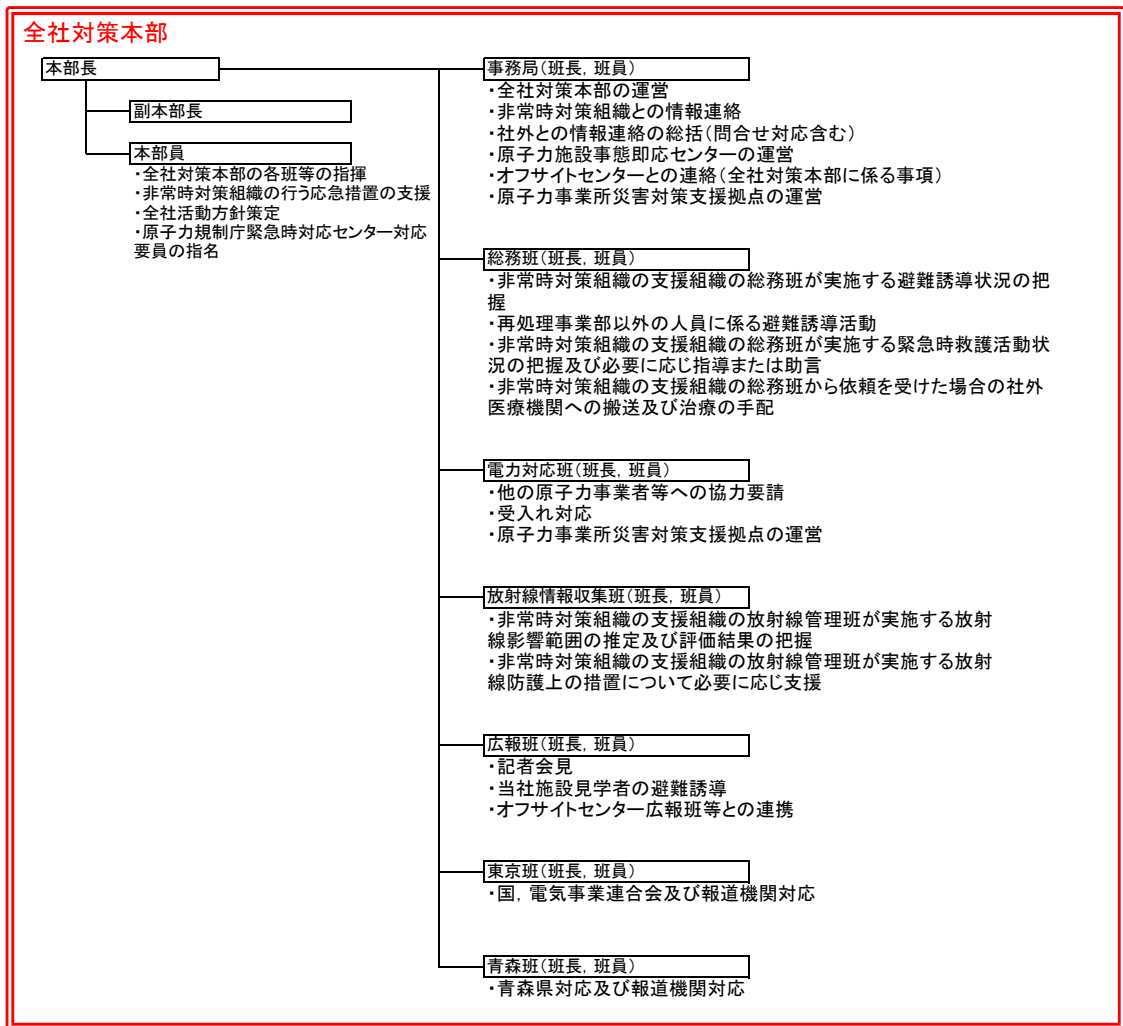 全社対策本部
本部長
副本部長
本部員
・全社対策本部の各班等の指揮
・非常時対策組織の行う応急措置の支援
・全社活動方針策定
・原子力規制庁緊急時対応センター対応
要員の指名
事務局(班長, 班員)
・全社対策本部の運営
・非常時対策組織との情報連絡
・社外との情報連絡の総括(問合せ対応含む)
・原子力施設事態即応センターの運営
・オフサイトセンターとの連絡(全社対策本部に係る事項)
・原子力事業所災害対策支援拠点の運営
総務班(班長, 班員)
・非常時対策組織の支援組織の総務班が実施する避難誘導状況の把
握
・再処理事業部以外の人員に係る避難誘導活動
・非常時対策組織の支援組織の総務班が実施する緊急時救護活動状
況の把握及び必要に応じ指導または助言
・非常時対策組織の支援組織の総務班から依頼を受けた場合の社外
医療機関への搬送及び治療の手配
電力対応班(班長, 班員)
・他の原子力事業者等への協力要請
・受入れ対応
・原子力事業所災害対策支援拠点の運営
放射線情報収集班(班長, 班員)
・非常時対策組織の支援組織の放射線管理班が実施する放射
線影響範囲の推定及び評価結果の把握
・非常時対策組織の支援組織の放射線管理班が実施する放射
線防護上の措置について必要に応じ支援
広報班(班長, 班員)
・記者会見
・当社施設見学者の避難誘導
・オフサイトセンター広報班等との連携
東京班(班長, 班員)
・国, 電気事業連合会及び報道機関対応
青森班(班長, 班員)
・青森県対応及び報道機関対応